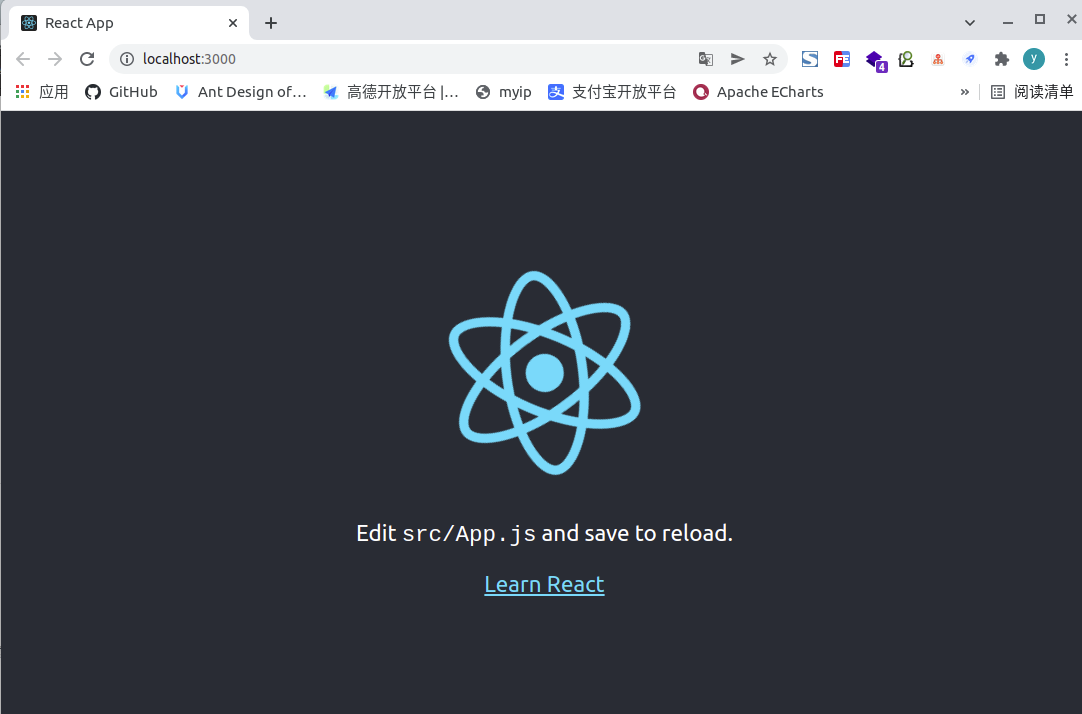 React App
localhost:3000
FE
4
y
应用 GitHub Ant Design of… 高德开放平台 |… myip 支付宝开放平台 Apache ECharts » 阅读清单
Edit src/App.js and save to reload.
Learn React